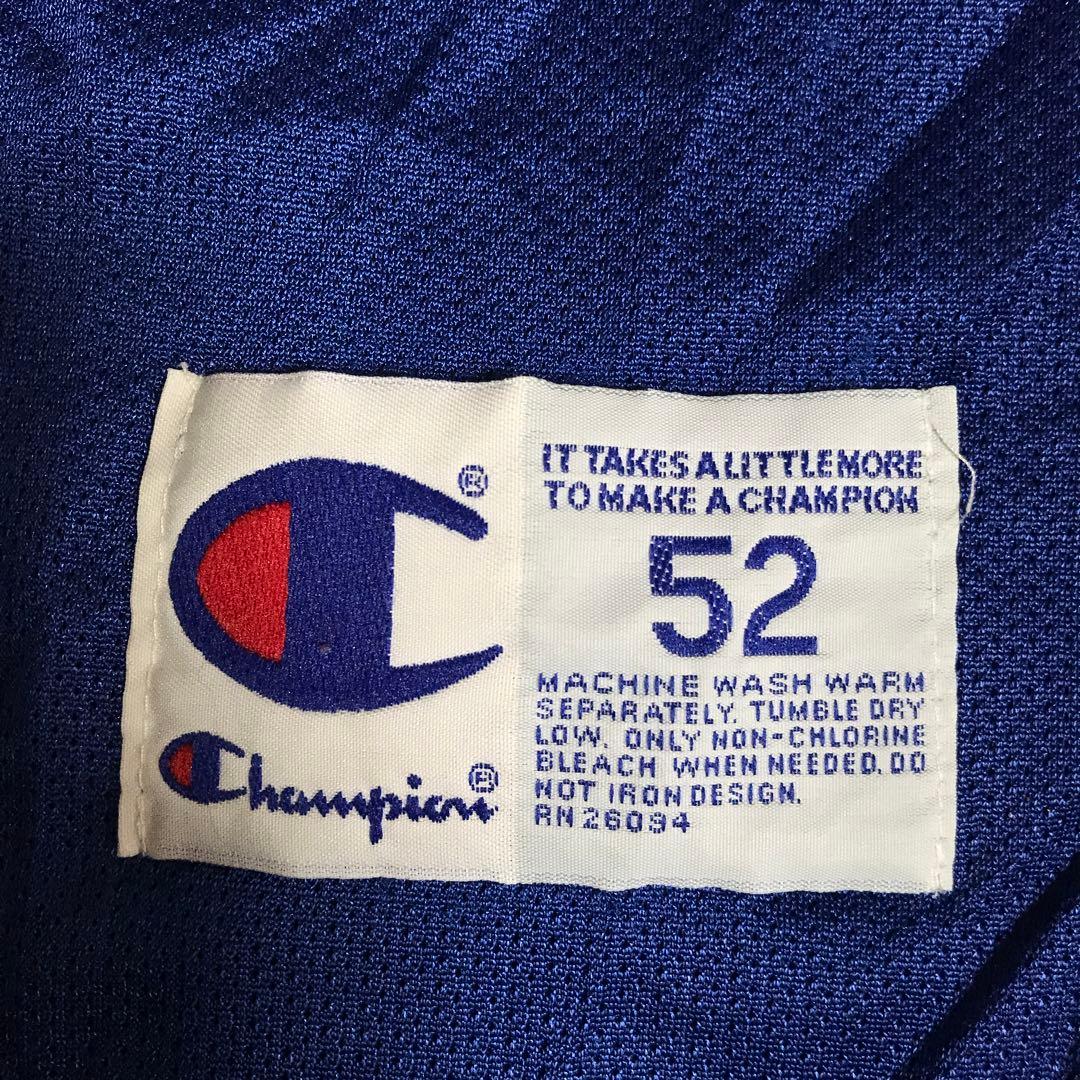 ®
Champion®
IT TAKES A LITTLE MORE
TO MAKE A CHAMPION
52
MACHINE WASH WARM
SEPARATELY. TUMBLE DRY
LOW. ONLY NON-CHLORINE
BLEACH WHEN NEEDED. DO
NOT IRON DESIGN.
RN 26094